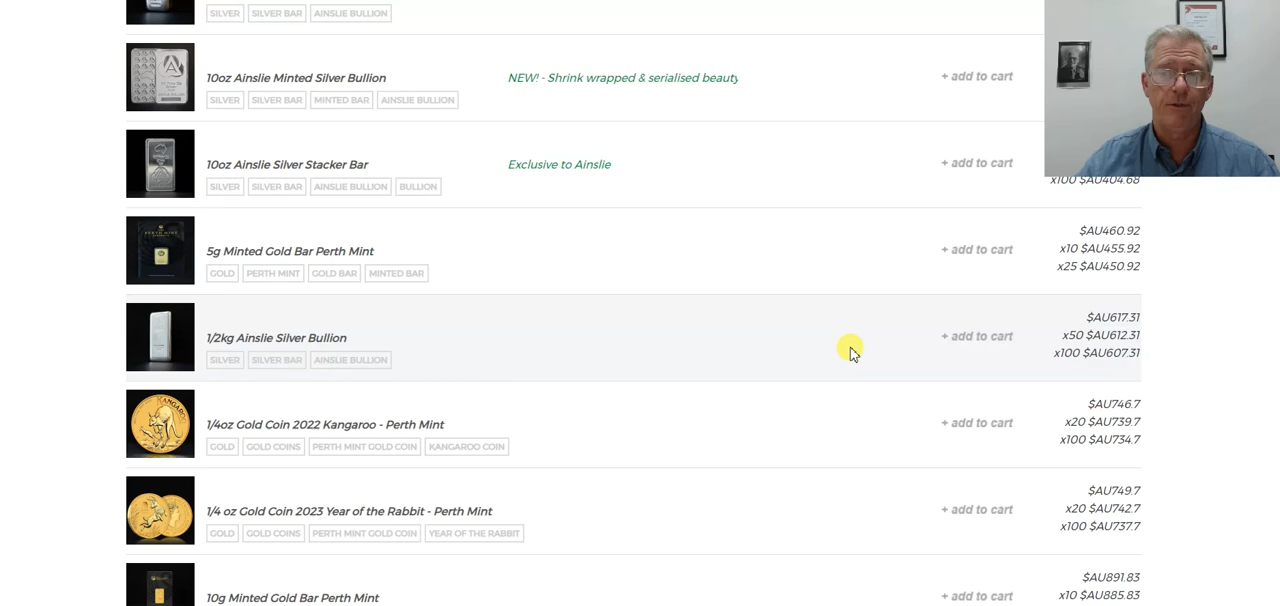 SILVER SILVER BAR AINSLIE BULLION
10oz Ainslie Minted Silver Bullion NEW! - Shrink wrapped & serialised beauty + add to cart
SILVER SILVER BAR MINTED BAR AINSLIE BULLION
10oz Ainslie Silver Stacker Bar Exclusive to Ainslie + add to cart
x100 $AU404.68
SILVER SILVER BAR AINSLIE BULLION BULLION
$AU460.92
5g Minted Gold Bar Perth Mint + add to cart x10 $AU455.92
GOLD PERTH MINT GOLD BAR MINTED BAR x25 $AU450.92
$AU617.31
1/2kg Ainslie Silver Bullion + add to cart x50 $AU612.31
SILVER SILVER BAR AINSLIE BULLION x100 $AU607.31
$AU746.7
1/4oz Gold Coin 2022 Kangaroo - Perth Mint + add to cart x20 $AU739.7
GOLD GOLD COINS PERTH MINT GOLD COIN KANGAROO COIN x100 $AU734.7
$AU749.7
1/4 oz Gold Coin 2023 Year of the Rabbit - Perth Mint + add to cart x20 $AU742.7
GOLD GOLD COINS PERTH MINT GOLD COIN YEAR OF THE RABBIT x100 $AU737.7
$AU891.83
10g Minted Gold Bar Perth Mint + add to cart x10 $AU885.83